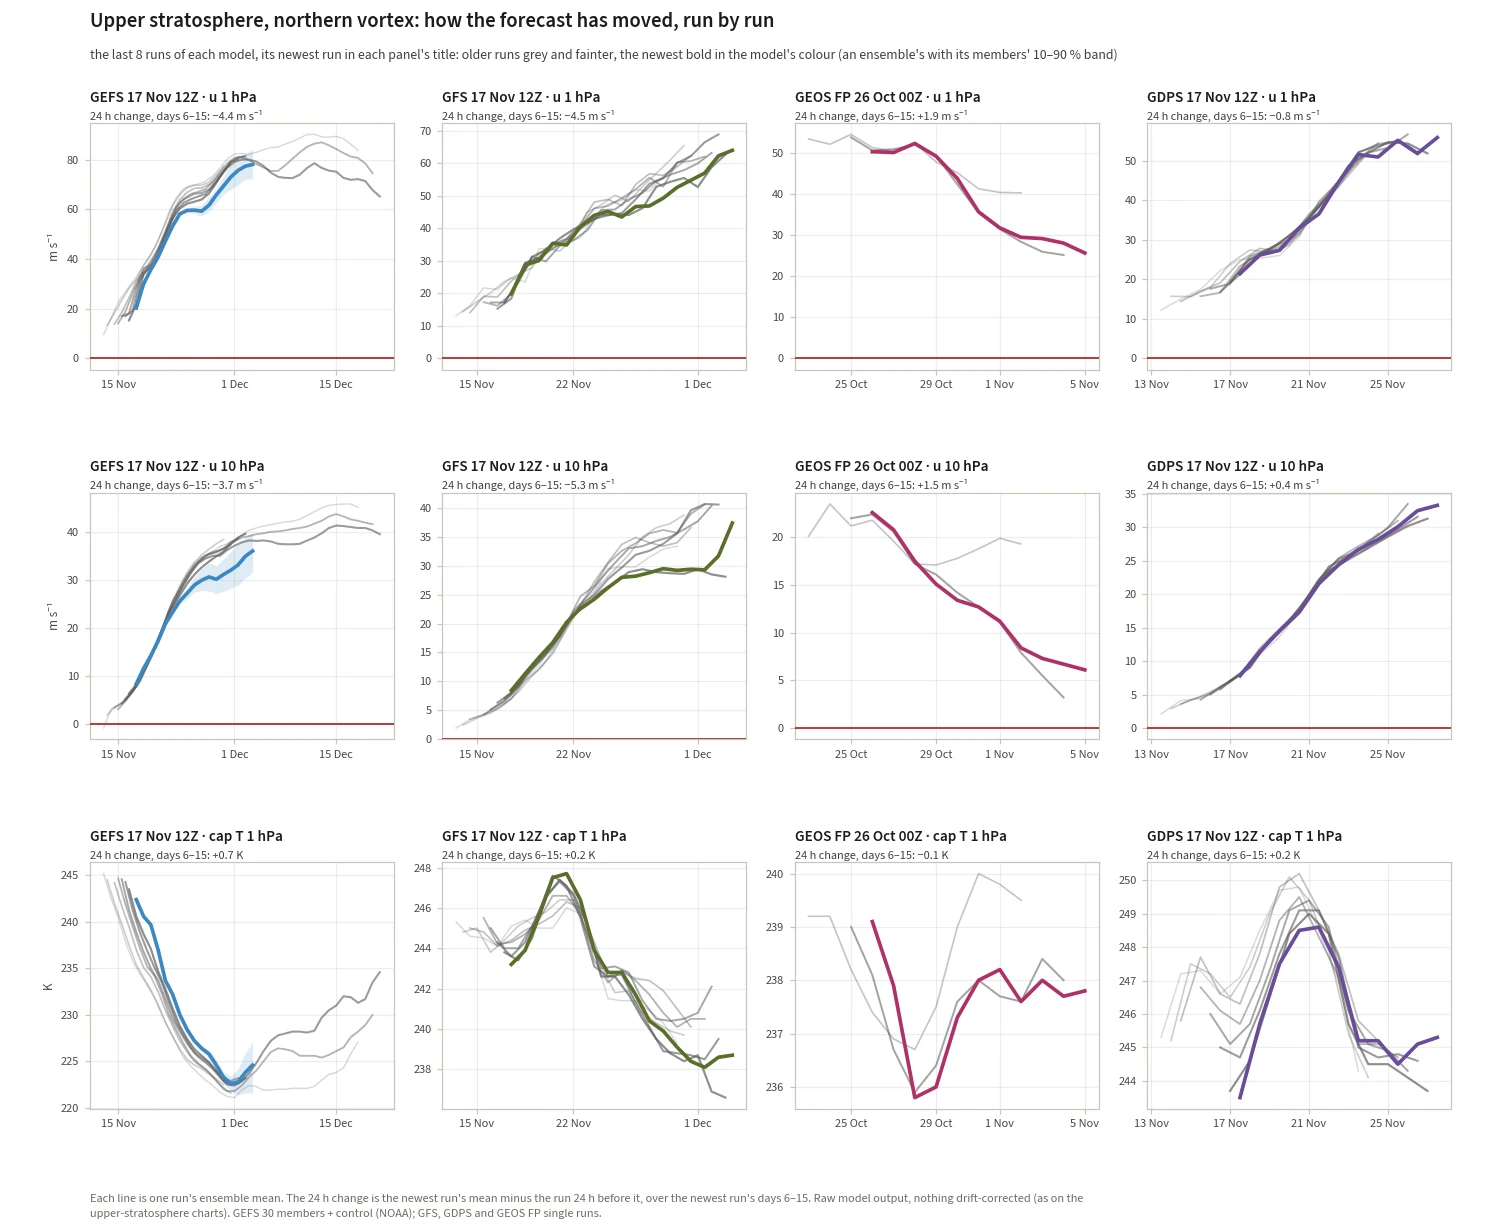 Upper stratosphere, northern vortex: how the forecast has moved, run by run
the last 8 runs of each model, its newest run in each panel's title: older runs grey and fainter, the newest bold in the model's colour (an ensemble's with its members' 10–90 % band)
GEFS 17 Nov 12Z · u 1 hPa
24 h change, days 6–15: −4.4 m s⁻¹
80
60
40
20
0
m s⁻¹
15 Nov
1 Dec
15 Dec
GFS 17 Nov 12Z · u 1 hPa
24 h change, days 6–15: −4.5 m s⁻¹
70
60
50
40
30
20
10
0
15 Nov
22 Nov
1 Dec
GEOS FP 26 Oct 00Z · u 1 hPa
24 h change, days 6–15: +1.9 m s⁻¹
50
40
30
20
10
0
25 Oct
29 Oct
1 Nov
5 Nov
GDPS 17 Nov 12Z · u 1 hPa
24 h change, days 6–15: −0.8 m s⁻¹
50
40
30
20
10
0
13 Nov
17 Nov
21 Nov
25 Nov
GEFS 17 Nov 12Z · u 10 hPa
24 h change, days 6–15: −3.7 m s⁻¹
40
30
20
10
0
m s⁻¹
15 Nov
1 Dec
15 Dec
GFS 17 Nov 12Z · u 10 hPa
24 h change, days 6–15: −5.3 m s⁻¹
40
35
30
25
20
15
10
5
0
15 Nov
22 Nov
1 Dec
GEOS FP 26 Oct 00Z · u 10 hPa
24 h change, days 6–15: +1.5 m s⁻¹
20
15
10
5
0
25 Oct
29 Oct
1 Nov
5 Nov
GDPS 17 Nov 12Z · u 10 hPa
24 h change, days 6–15: +0.4 m s⁻¹
35
30
25
20
15
10
5
0
13 Nov
17 Nov
21 Nov
25 Nov
GEFS 17 Nov 12Z · cap T 1 hPa
24 h change, days 6–15: +0.7 K
245
240
235
230
225
220
K
15 Nov
1 Dec
15 Dec
GFS 17 Nov 12Z · cap T 1 hPa
24 h change, days 6–15: +0.2 K
248
246
244
242
240
238
15 Nov
22 Nov
1 Dec
GEOS FP 26 Oct 00Z · cap T 1 hPa
24 h change, days 6–15: −0.1 K
240
239
238
237
236
25 Oct
29 Oct
1 Nov
5 Nov
GDPS 17 Nov 12Z · cap T 1 hPa
24 h change, days 6–15: +0.2 K
250
249
248
247
246
245
244
13 Nov
17 Nov
21 Nov
25 Nov
Each line is one run's ensemble mean. The 24 h change is the newest run's mean minus the run 24 h before it, over the newest run's days 6–15. Raw model output, nothing drift-corrected (as on the
upper-stratosphere charts). GEFS 30 members + control (NOAA); GFS, GDPS and GEOS FP single runs.